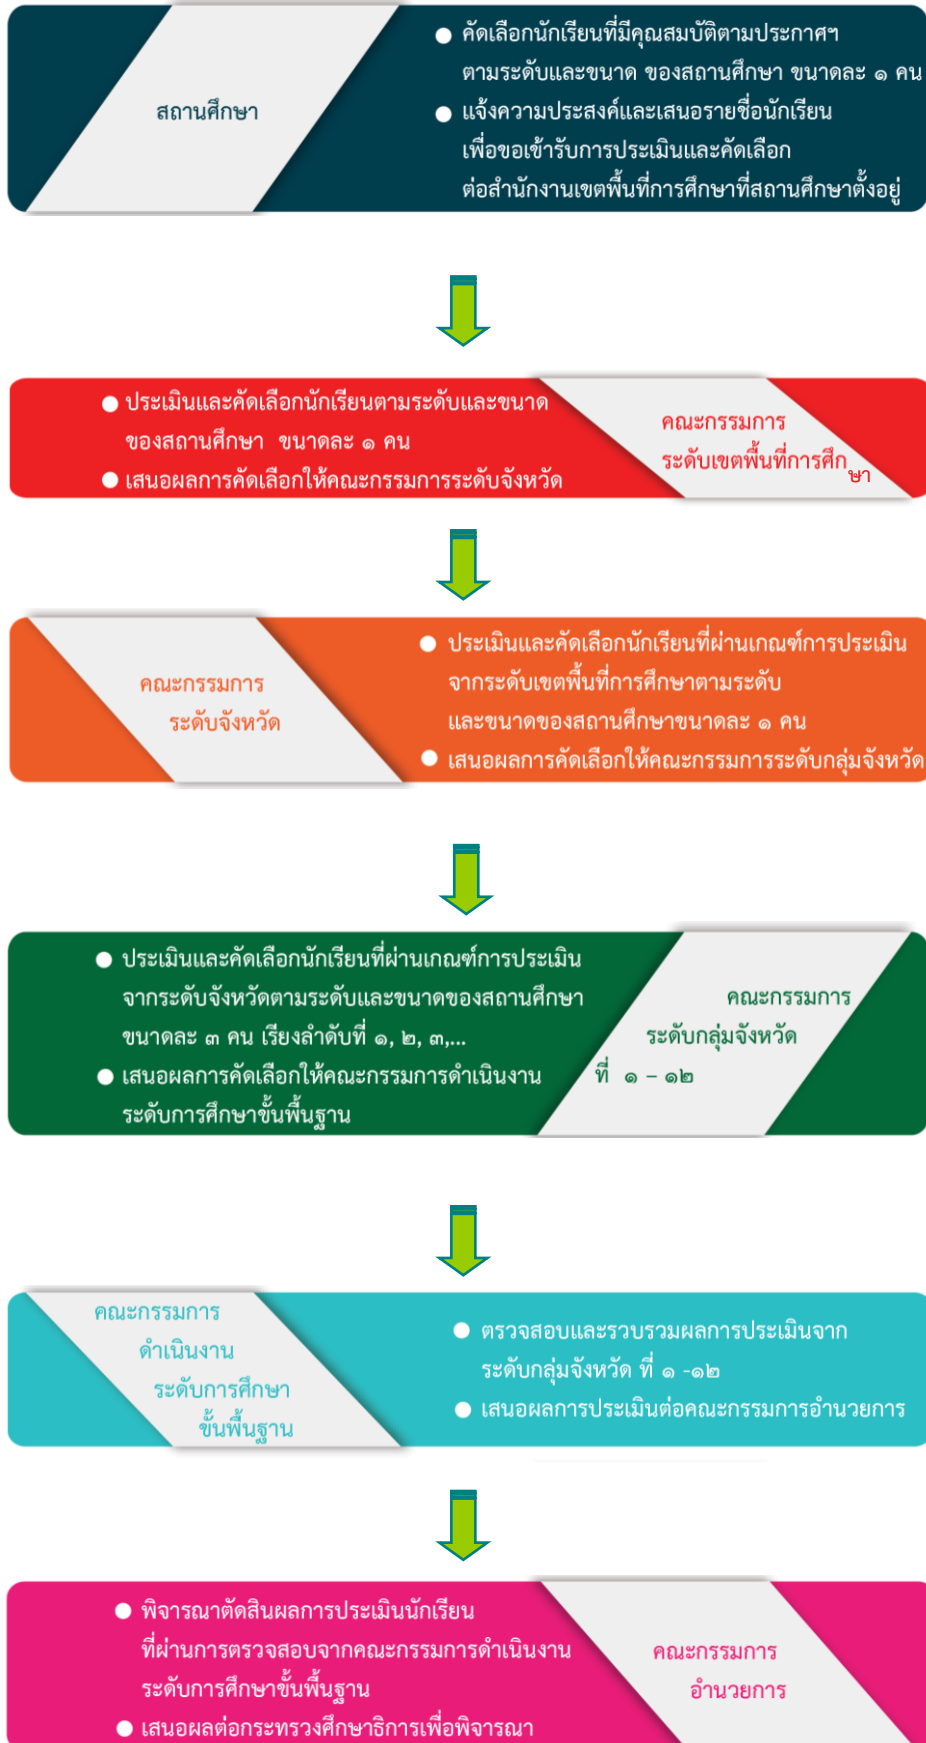 สถานศึกษา
● คัดเลือกนักเรียนที่มีคุณสมบัติตามประกาศฯ
ตามระดับและขนาด ของสถานศึกษา ขนาดละ ๑ คน
● แจ้งความประสงค์และเสนอรายชื่อนักเรียน
เพื่อขอเข้ารับการประเมินและคัดเลือก
ต่อสำนักงานเขตพื้นที่การศึกษาที่สถานศึกษาตั้งอยู่
● ประเมินและคัดเลือกนักเรียนตามระดับและขนาด
ของสถานศึกษา ขนาดละ ๑ คน
● เสนอผลการคัดเลือกให้คณะกรรมการระดับจังหวัด
คณะกรรมการ
ระดับเขตพื้นที่การศึก
ษา
คณะกรรมการ
ระดับจังหวัด
● ประเมินและคัดเลือกนักเรียนที่ผ่านเกณฑ์การประเมิน
จากระดับเขตพื้นที่การศึกษาตามระดับ
และขนาดของสถานศึกษาขนาดละ ๑ คน
● เสนอผลการคัดเลือกให้คณะกรรมการระดับกลุ่มจังหวัด
● ประเมินและคัดเลือกนักเรียนที่ผ่านเกณฑ์การประเมิน
จากระดับจังหวัดตามระดับและขนาดของสถานศึกษา
ขนาดละ ๓ คน เรียงลำดับที่ ๑, ๒, ๓,...
● เสนอผลการคัดเลือกให้คณะกรรมการดำเนินงาน
ระดับการศึกษาขั้นพื้นฐาน
คณะกรรมการ
ระดับกลุ่มจังหวัด
ที่ ๑ – ๑๒
คณะกรรมการ
ดำเนินงาน
ระดับการศึกษา
ขั้นพื้นฐาน
● ตรวจสอบและรวบรวมผลการประเมินจาก
ระดับกลุ่มจังหวัด ที่ ๑ -๑๒
● เสนอผลการประเมินต่อคณะกรรมการอำนวยการ
● พิจารณาตัดสินผลการประเมินนักเรียน
ที่ผ่านการตรวจสอบจากคณะกรรมการดำเนินงาน
ระดับการศึกษาขั้นพื้นฐาน
● เสนอผลต่อกระทรวงศึกษาธิการเพื่อพิจารณา
คณะกรรมการ
อำนวยการ